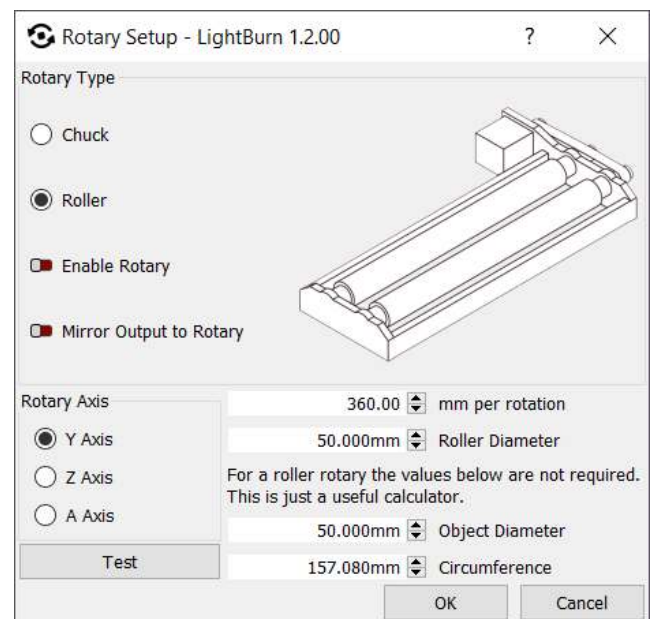 Rotary Setup - LightBurn 1.2.00 ?
Rotary Type
Chuck
Roller
Enable Rotary
Mirror Output to Rotary
Rotary Axis
Y Axis
Z Axis
A Axis
Test
360.00 mm per rotation
50.000mm Roller Diameter
For a roller rotary the values below are not required.
This is just a useful calculator.
50.000mm Object Diameter
157.080mm Circumference
OK Cancel